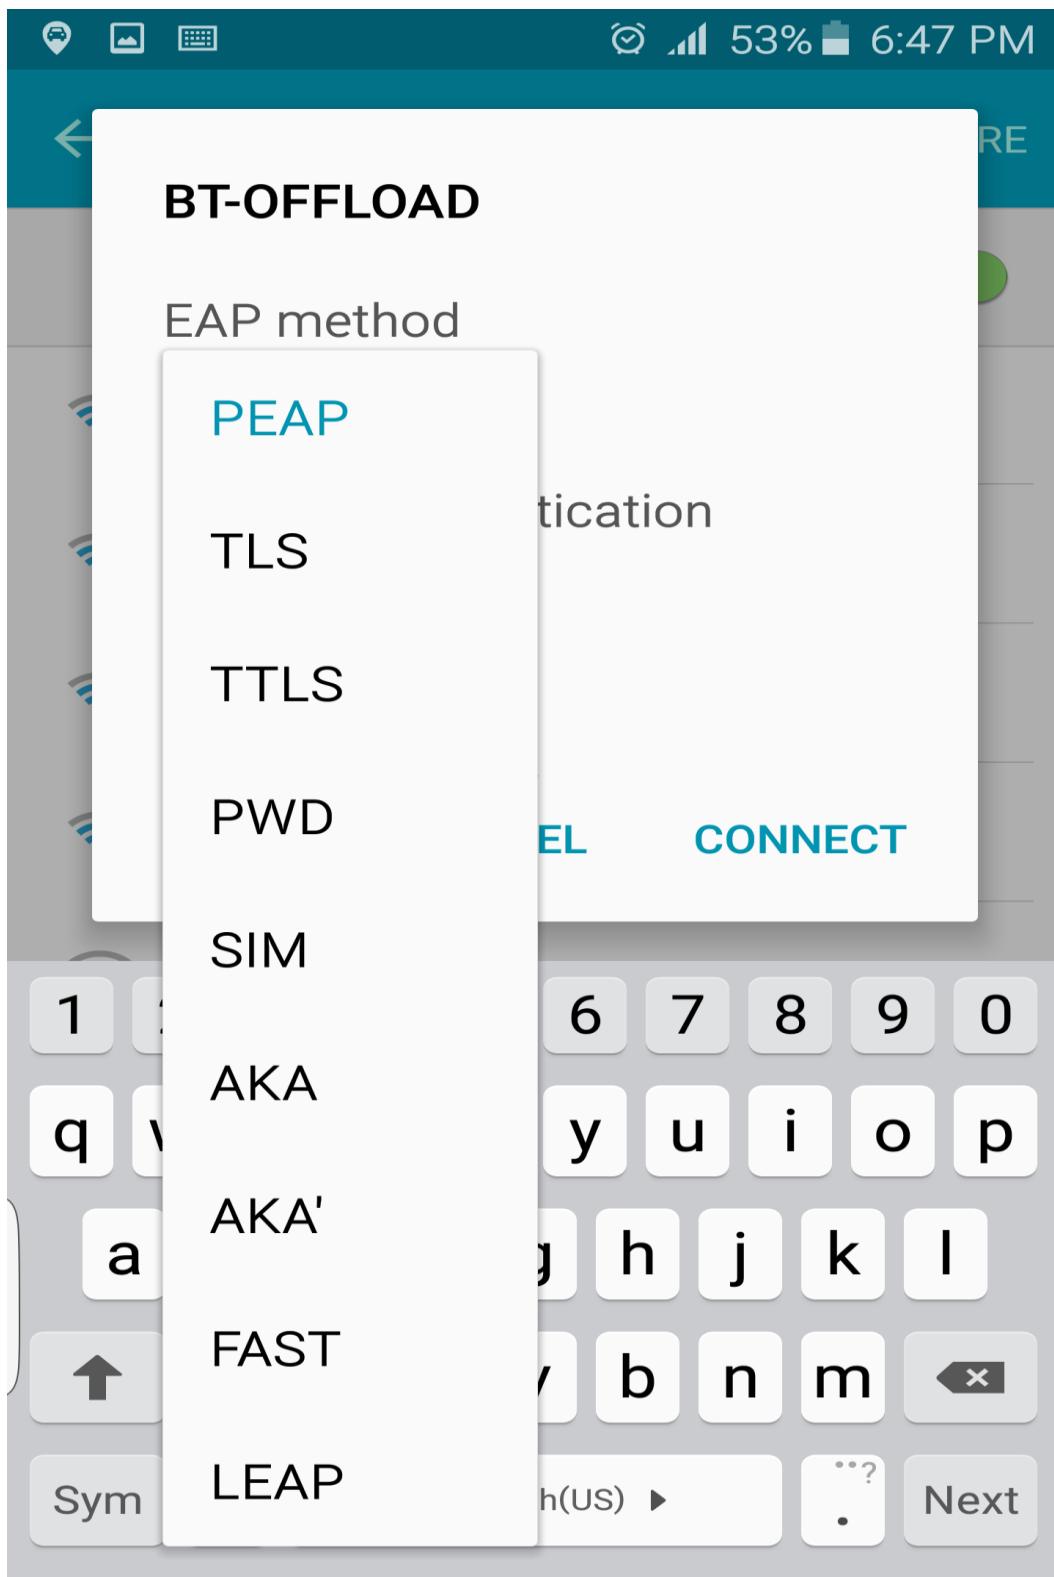 53% 6:47 PM
RE
BT-OFFLOAD
EAP method
PEAP
tication
TLS
TTLS
PWD
EL CONNECT
SIM
1 6 7 8 9 0
AKA
q y u i o p
AKA'
a g h j k l
FAST
b n m
LEAP
Sym h(US) . ? Next